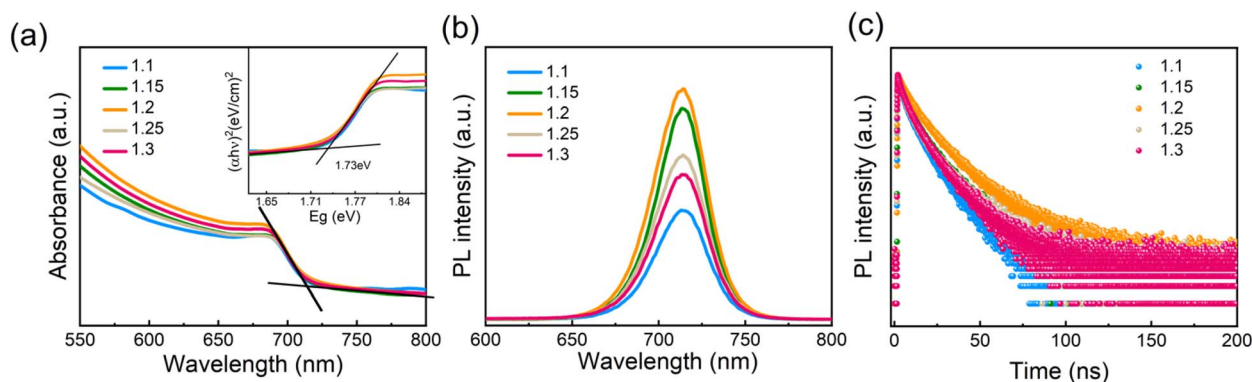 (a)
Absorbance (a.u.)
1.1
1.15
1.2
1.25
1.3
(αhν)²(eV/cm)²
1.73eV
1.65 1.71 1.77 1.84
Eg (eV)
550 600 650 700 750 800
Wavelength (nm)
(b)
PL intensity (a.u.)
1.1
1.15
1.2
1.25
1.3
600 650 700 750 800
Wavelength (nm)
(c)
PL intensity (a.u.)
1.1
1.15
1.2
1.25
1.3
0 25 50 75 100 125 150 200
Time (ns)